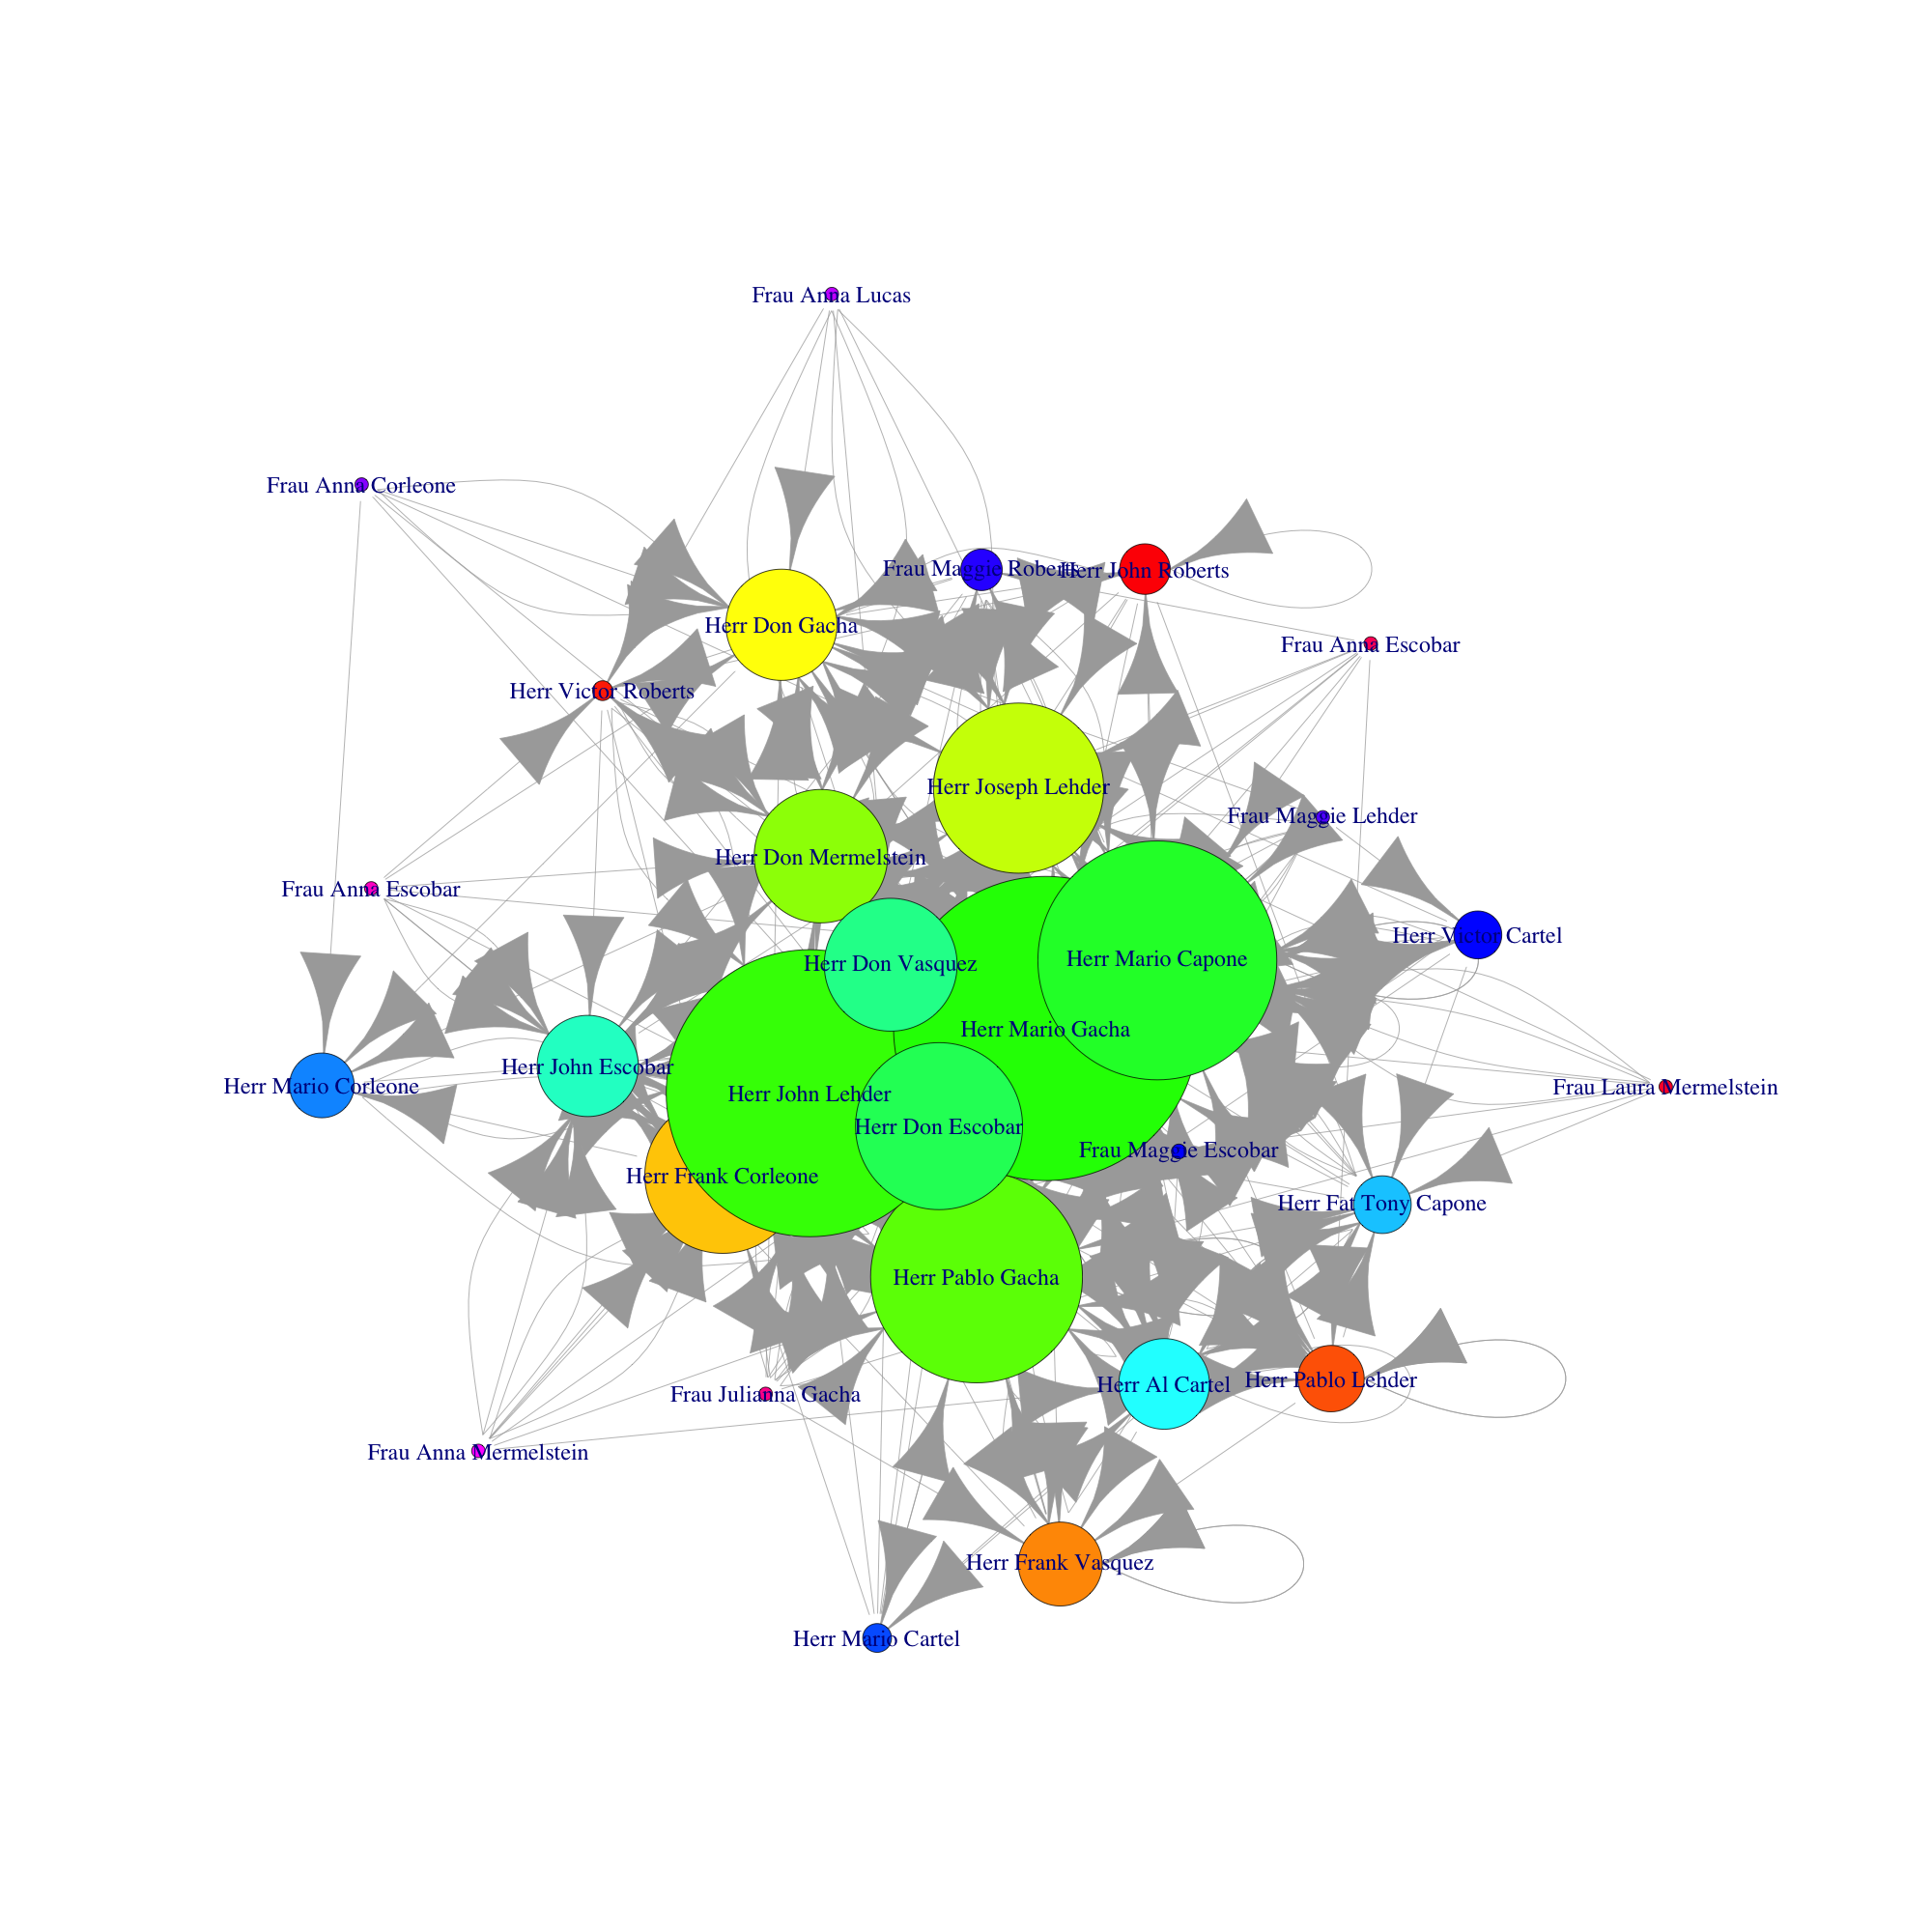 Frau Anna Lucas
Frau Anna Corleone
Frau Maggie Roberts
Herr John Roberts
Herr Don Gacha
Frau Anna Escobar
Herr Victor Roberts
Herr Joseph Lehder
Frau Maggie Lehder
Herr Don Mermelstein
Frau Anna Escobar
Herr Victor Cartel
Herr Mario Capone
Herr Don Vasquez
Herr Mario Gacha
Herr John Escobar
Herr Mario Corleone
Frau Laura Mermelstein
Herr John Lehder
Herr Don Escobar
Frau Maggie Escobar
Herr Frank Corleone
Herr Fat Tony Capone
Herr Pablo Gacha
Herr Pablo Lehder
Herr Al Cartel
Frau Julianna Gacha
Frau Anna Mermelstein
Herr Frank Vasquez
Herr Mario Cartel